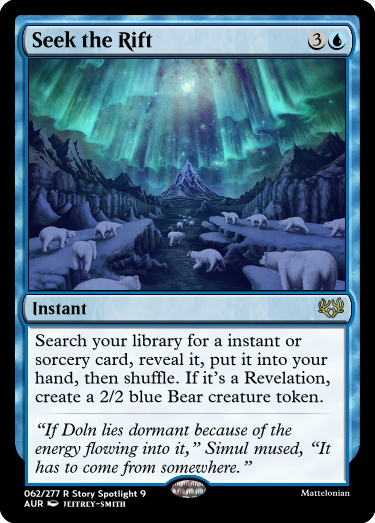 Seek the Rift 3
Instant
Search your library for a instant or
sorcery card, reveal it, put it into your
hand, then shuffle. If it's a Revelation,
create a 2/2 blue Bear creature token.
“If Doln lies dormant because of the
energy flowing into it,” Simul mused, “It
has to come from somewhere.”
062/277 R Story Spotlight 9
Mattelonian
AUR JEFFREY-SMITH